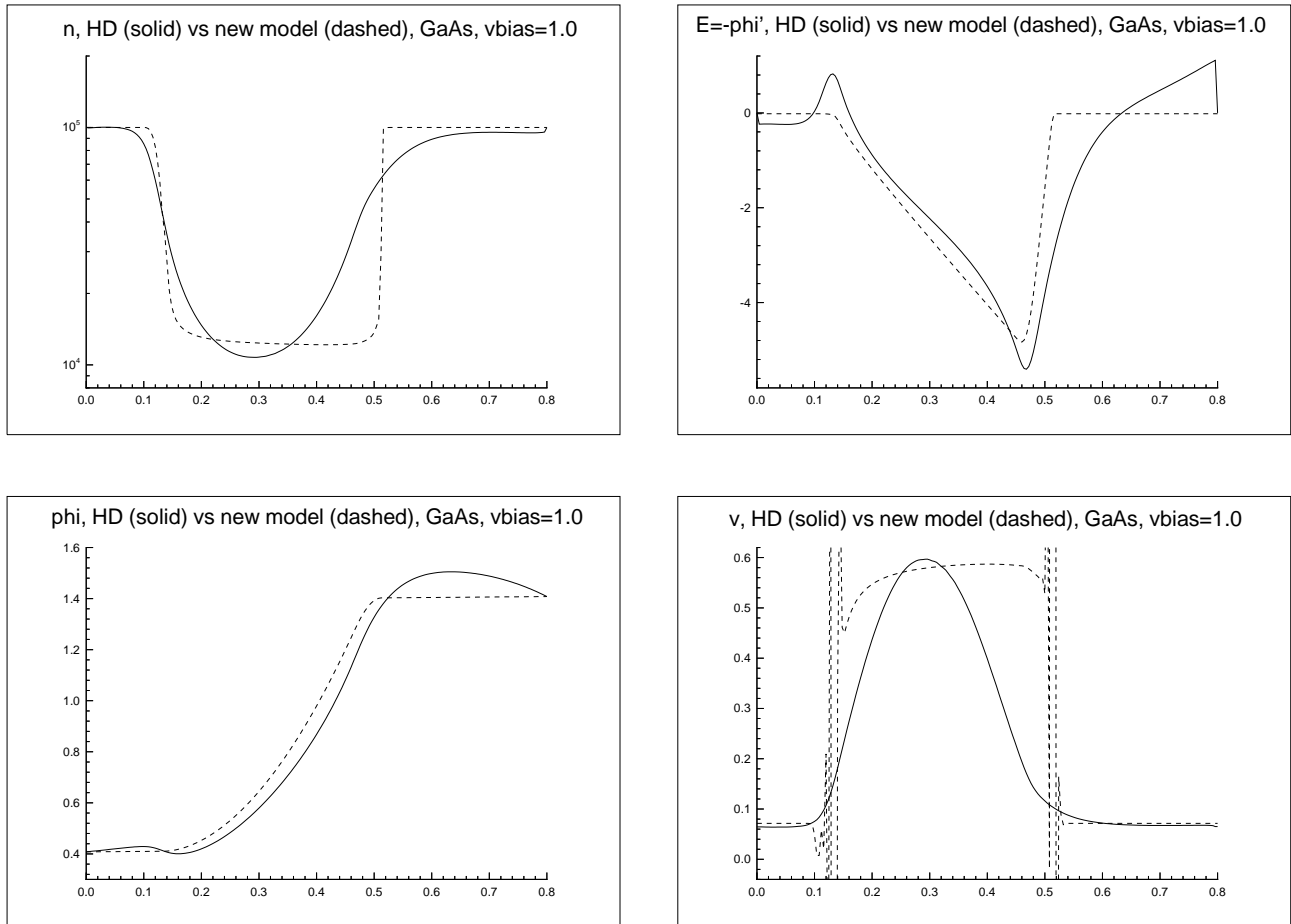 n, HD (solid) vs new model (dashed), GaAs, vbias=1.0
10⁵
10⁴
0.0 0.1 0.2 0.3 0.4 0.5 0.6 0.7 0.8
E=-phi', HD (solid) vs new model (dashed), GaAs, vbias=1.0
0
-2
-4
0.0 0.1 0.2 0.3 0.4 0.5 0.6 0.7 0.8
phi, HD (solid) vs new model (dashed), GaAs, vbias=1.0
1.6
1.4
1.2
1.0
0.8
0.6
0.4
0.0 0.1 0.2 0.3 0.4 0.5 0.6 0.7 0.8
v, HD (solid) vs new model (dashed), GaAs, vbias=1.0
0.6
0.5
0.4
0.3
0.2
0.1
0.0
0.0 0.1 0.2 0.3 0.4 0.5 0.6 0.7 0.8